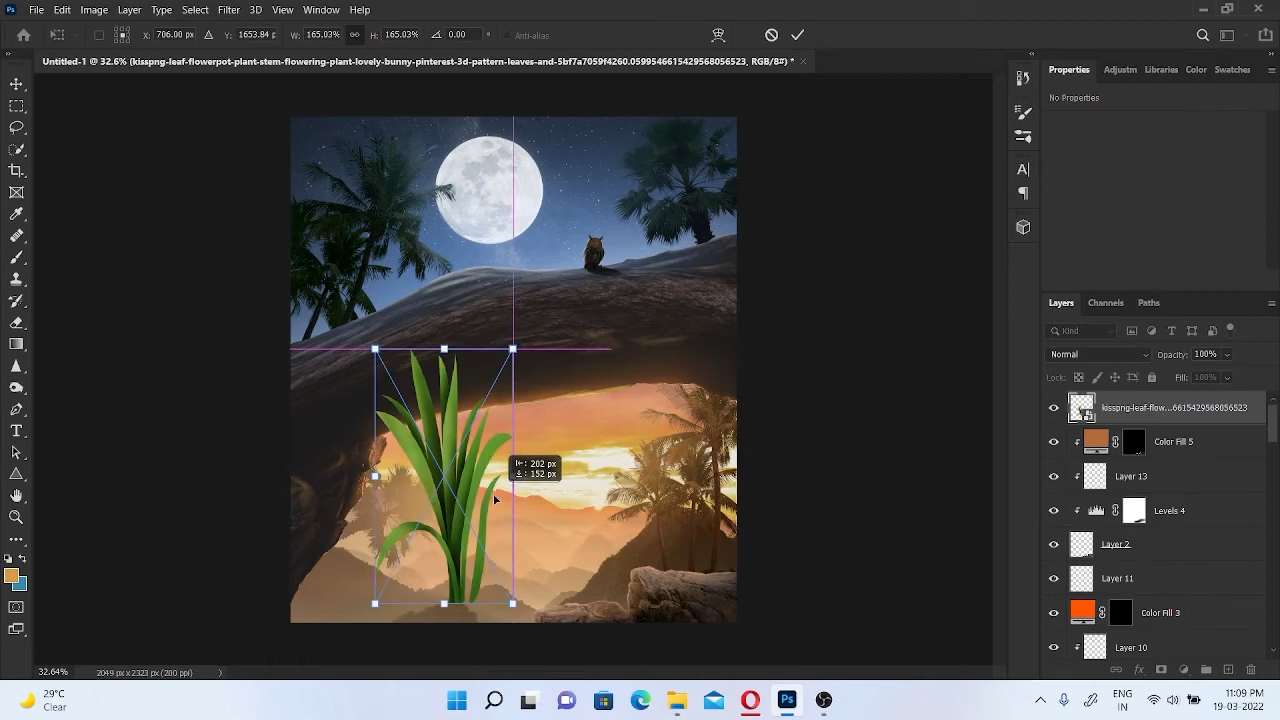 Ps File Edit Image Layer Type Select Filter 3D View Window Help
X: 706.00 px Y: 1653.84 p W: 165.03% H: 165.03% 0.00 ° Anti-alias
Untitled-1 @ 32.6% (kisspng-leaf-flowerpot-plant-stem-flowering-plant-lovely-bunny-pinterest-3d-pattern-leaves-and-5bf7a7059f4260.0599546615429568056523, RGB/8#) *
Properties Adjustm Libraries Color Swatches
No Properties
Layers Channels Paths
Kind
Normal Opacity: 100%
Lock: Fill: 100%
kisspng-leaf-flow...6615429568056523
Color Fill 5
Layer 13
Levels 4
Layer 2
Layer 11
Color Fill 3
Layer 10
202 px
152 px
32.64% 2049 px x 2323 px (200 ppi)
29°C
Clear
Ps
ENG
IN
1:09 PM
19-03-2022